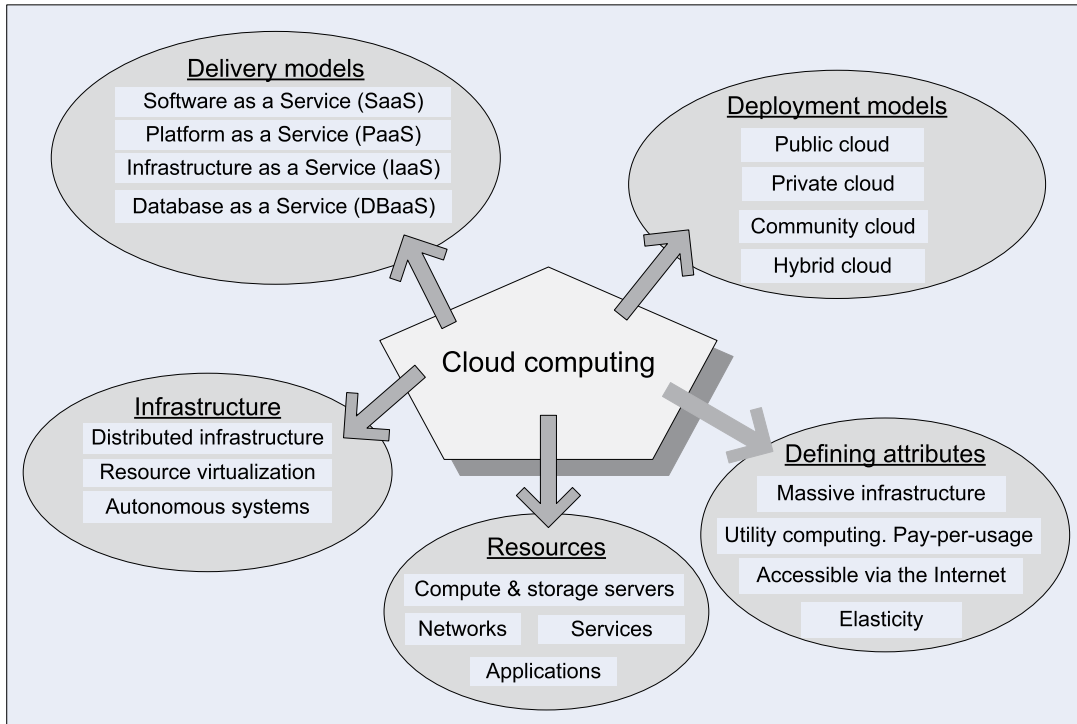 Delivery models
Software as a Service (SaaS)
Platform as a Service (PaaS)
Infrastructure as a Service (IaaS)
Database as a Service (DBaaS)
Deployment models
Public cloud
Private cloud
Community cloud
Hybrid cloud
Cloud computing
Infrastructure
Distributed infrastructure
Resource virtualization
Autonomous systems
Resources
Compute & storage servers
Networks Services
Applications
Defining attributes
Massive infrastructure
Utility computing. Pay-per-usage
Accessible via the Internet
Elasticity